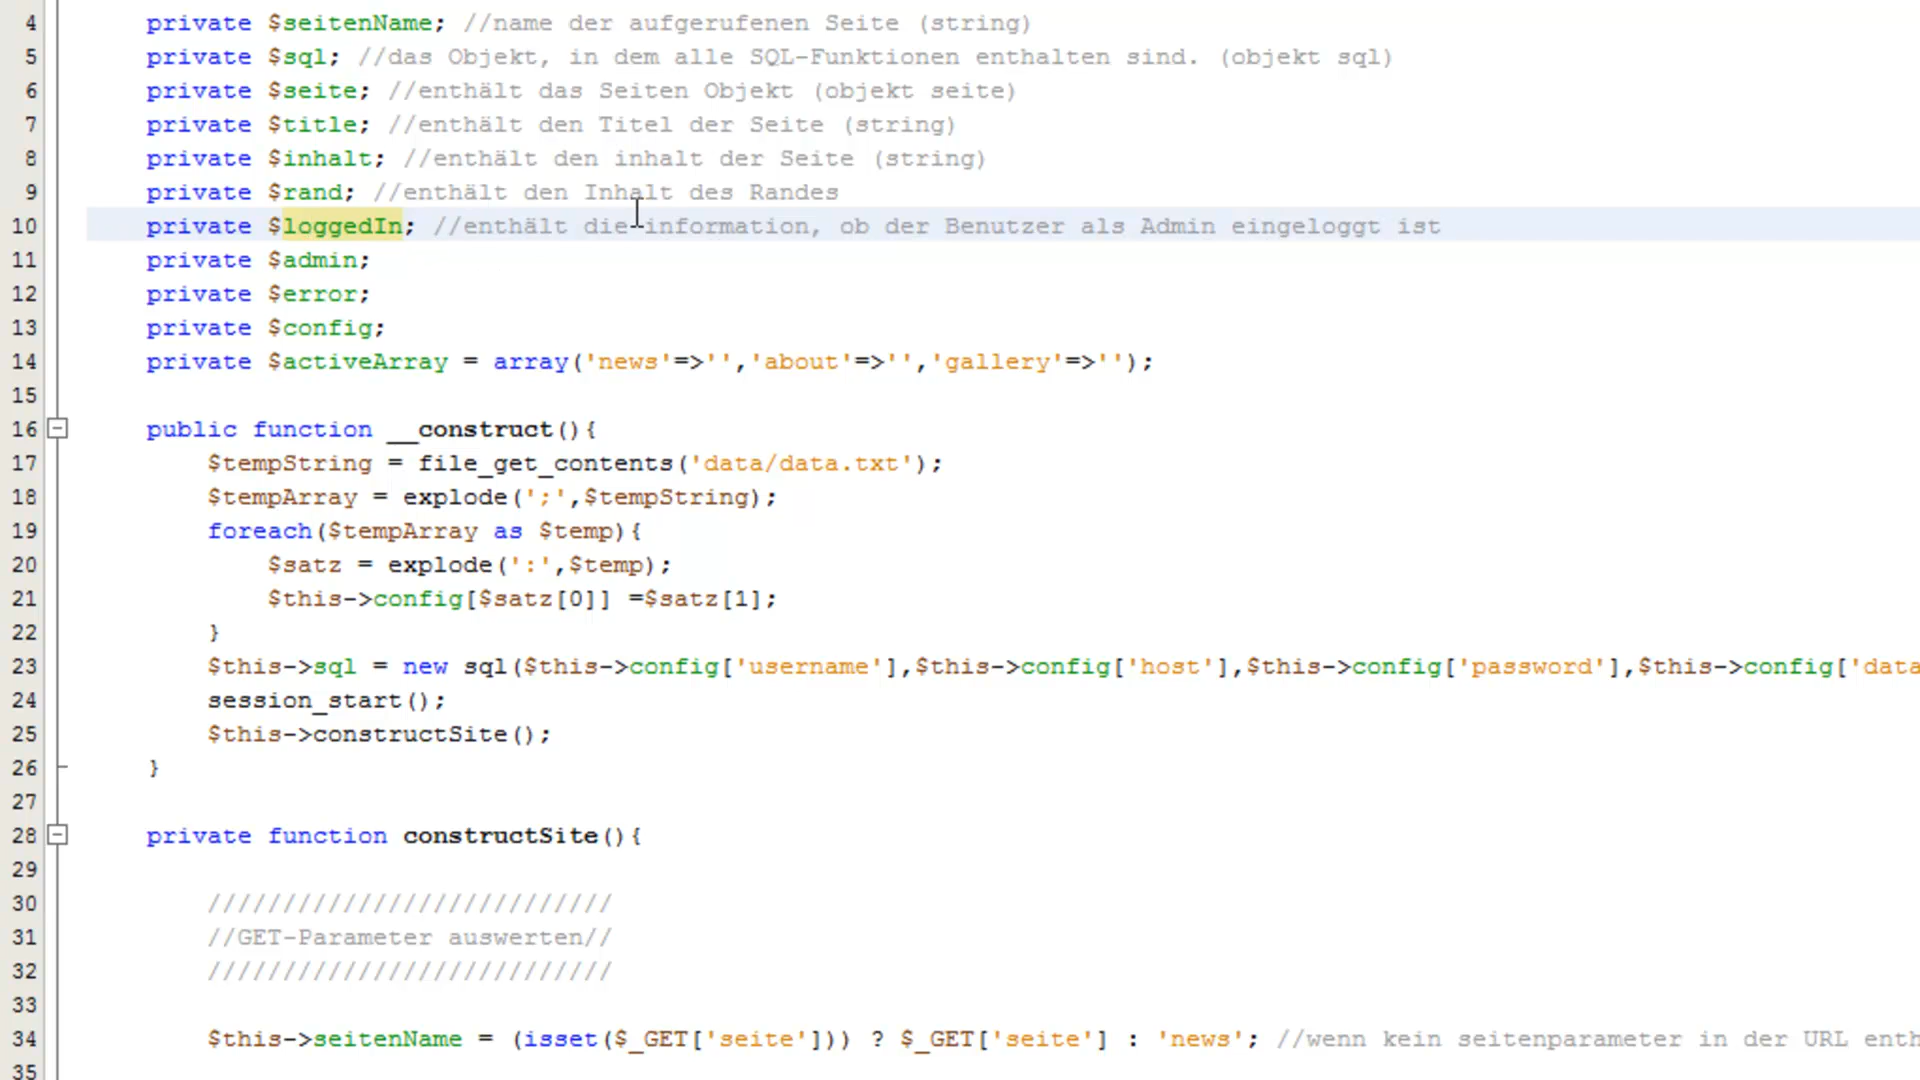 4 private $seitenName; //name der aufgerufenen Seite (string)
5 private $sql; //das Objekt, in dem alle SQL-Funktionen enthalten sind. (objekt sql)
6 private $seite; //enthält das Seiten Objekt (objekt seite)
7 private $title; //enthält den Titel der Seite (string)
8 private $inhalt; //enthält den inhalt der Seite (string)
9 private $rand; //enthält den Inhalt des Randes
10 private $loggedIn; //enthält die information, ob der Benutzer als Admin eingeloggt ist
11 private $admin;
12 private $error;
13 private $config;
14 private $activeArray = array('news'=>'','about'=>'','gallery'=>'');
15
16 public function __construct(){
17 $tempString = file_get_contents('data/data.txt');
18 $tempArray = explode(';',$tempString);
19 foreach($tempArray as $temp){
20 $satz = explode(':',$temp);
21 $this->config[$satz[0]] =$satz[1];
22 }
23 $this->sql = new sql($this->config['username'],$this->config['host'],$this->config['password'],$this->config['data
24 session_start();
25 $this->constructSite();
26 }
27
28 private function constructSite(){
29
30 ///////////////////////////
31 //GET-Parameter auswerten//
32 ///////////////////////////
33
34 $this->seitenName = (isset($_GET['seite'])) ? $_GET['seite'] : 'news'; //wenn kein seitenparameter in der URL enth
35